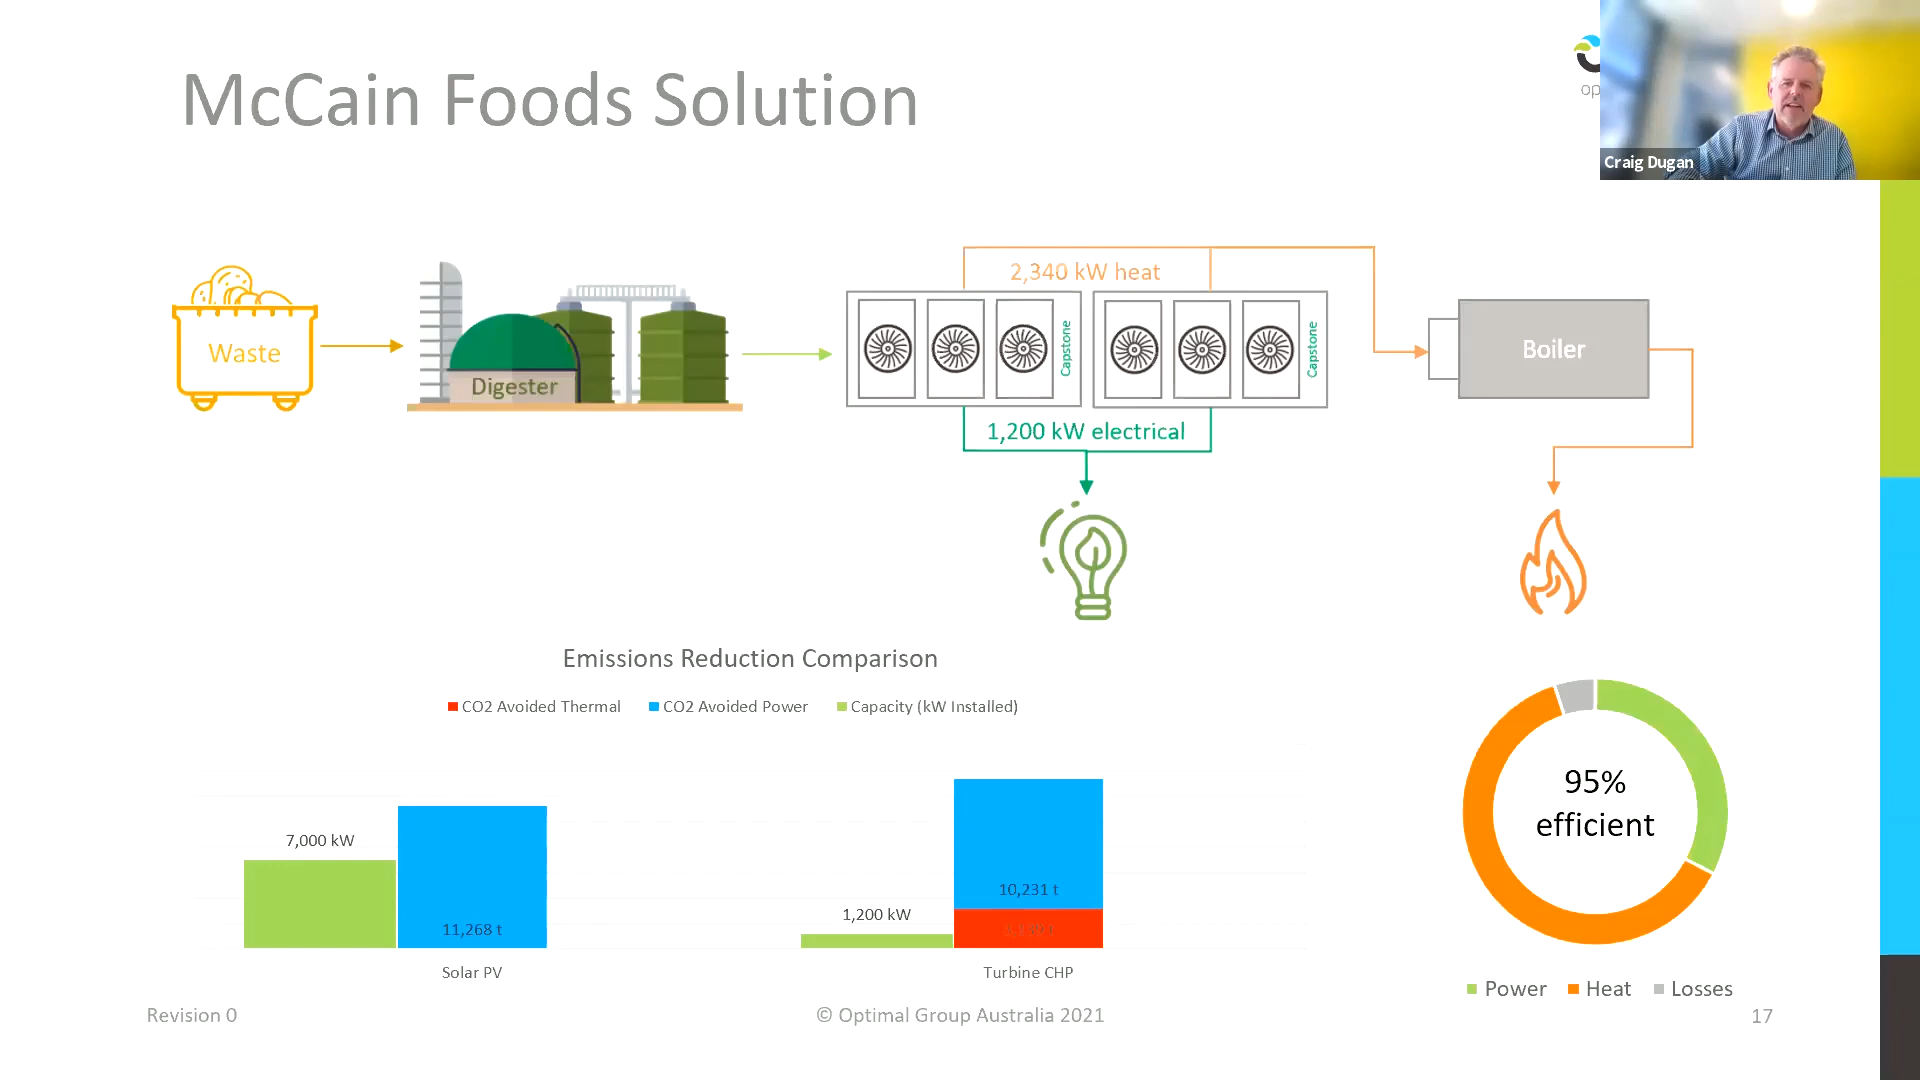 McCain Foods Solution
op
Craig Dugan
2,340 kW heat
Waste
Digester
Capstone
Capstone
Boiler
1,200 kW electrical
Emissions Reduction Comparison
CO2 Avoided Thermal
CO2 Avoided Power
Capacity (kW Installed)
7,000 kW
11,268 t
Solar PV
1,200 kW
10,231 t
Turbine CHP
95%
efficient
Power
Heat
Losses
Revision 0
© Optimal Group Australia 2021
17